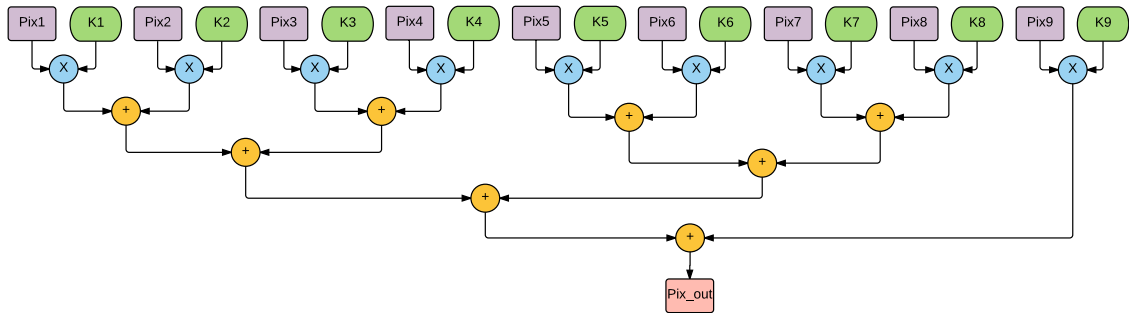 Pix1 K1 Pix2 K2 Pix3 K3 Pix4 K4 Pix5 K5 Pix6 K6 Pix7 K7 Pix8 K8 Pix9 K9
X X X X X X X X X
+ + + +
+ +
+
+
Pix_out